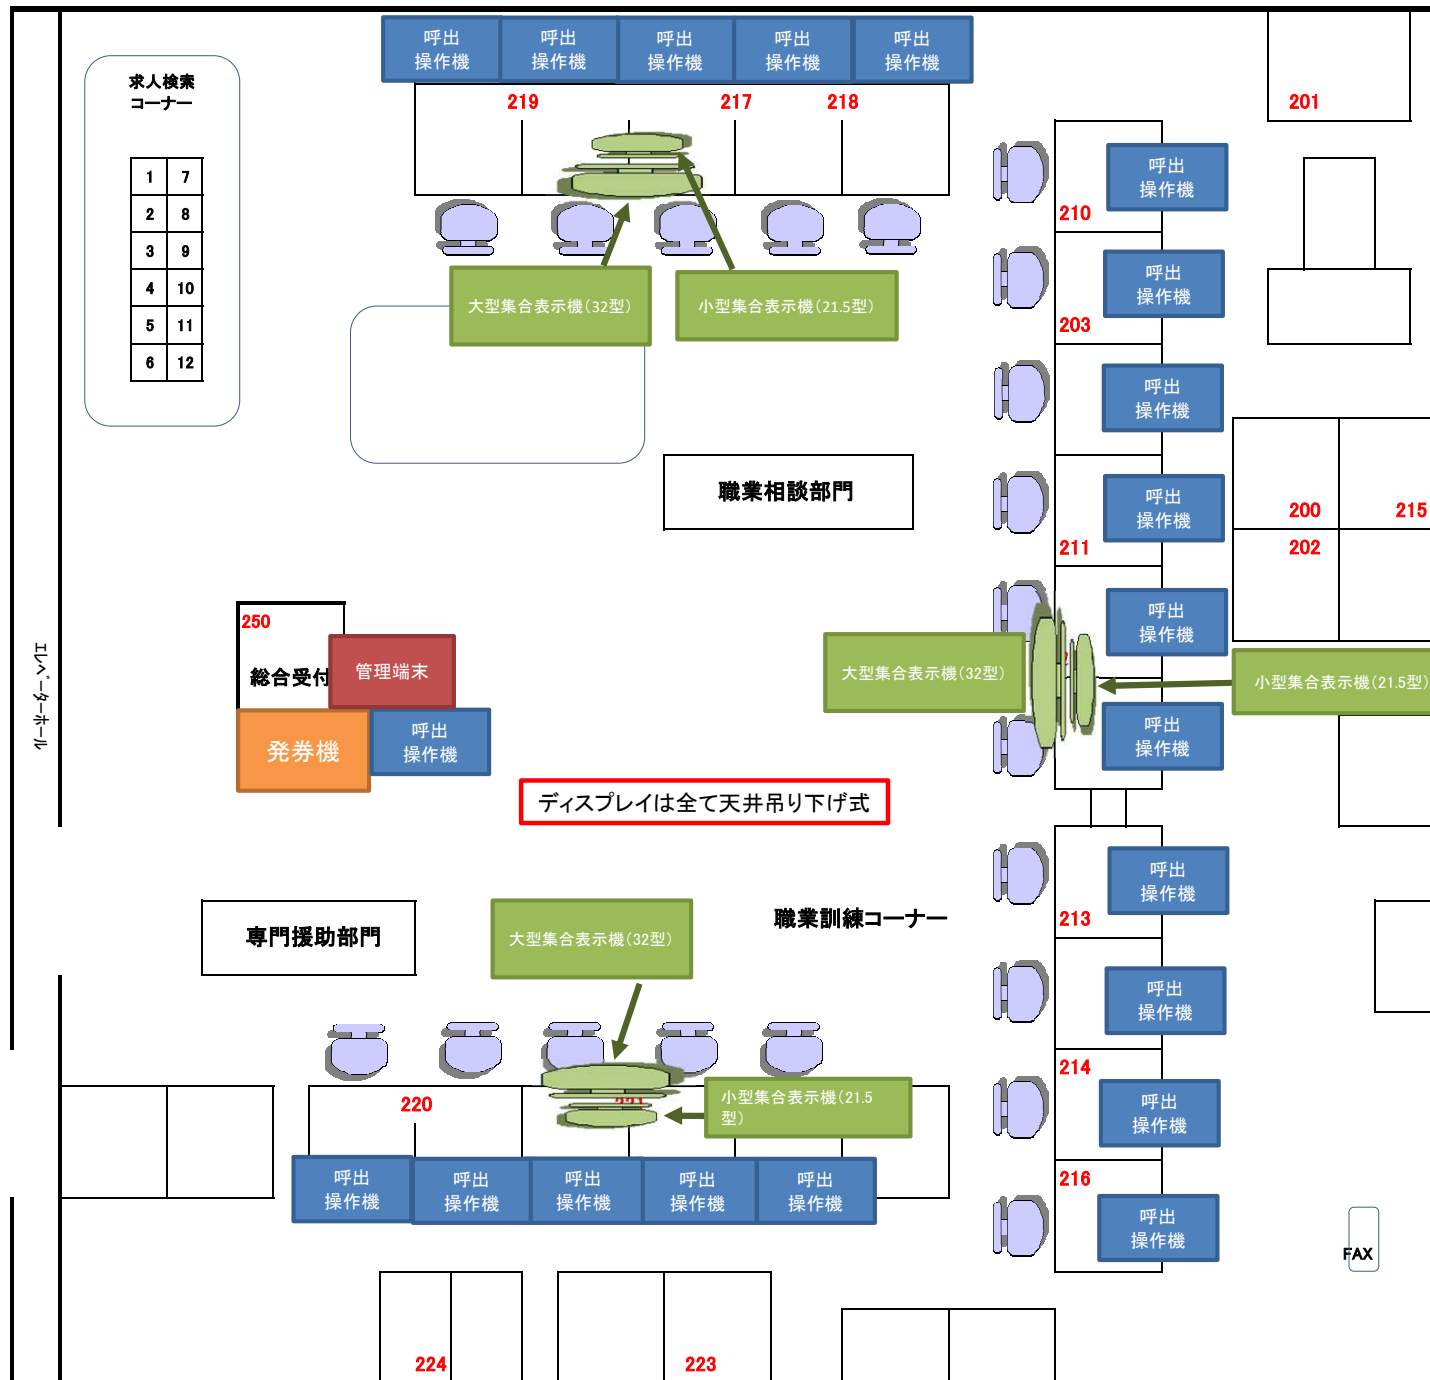 呼出
操作機
呼出
操作機
呼出
操作機
呼出
操作機
呼出
操作機
求人検索
コーナー
219
217
218
201
1 7
2 8
3 9
4 10
5 11
6 12
呼出
操作機
210
呼出
操作機
203
大型集合表示機(32型)
小型集合表示機(21.5型)
呼出
操作機
職業相談部門
呼出
操作機
211
200
215
202
250
総合受付
管理端末
発券機
呼出
操作機
エレベーターホール
呼出
操作機
大型集合表示機(32型)
小型集合表示機(21.5型)
呼出
操作機
ディスプレイは全て天井吊り下げ式
呼出
操作機
213
専門援助部門
大型集合表示機(32型)
職業訓練コーナー
呼出
操作機
214
220
小型集合表示機(21.5
型)
呼出
操作機
216
呼出
操作機
呼出
操作機
呼出
操作機
呼出
操作機
呼出
操作機
呼出
操作機
FAX
224
223